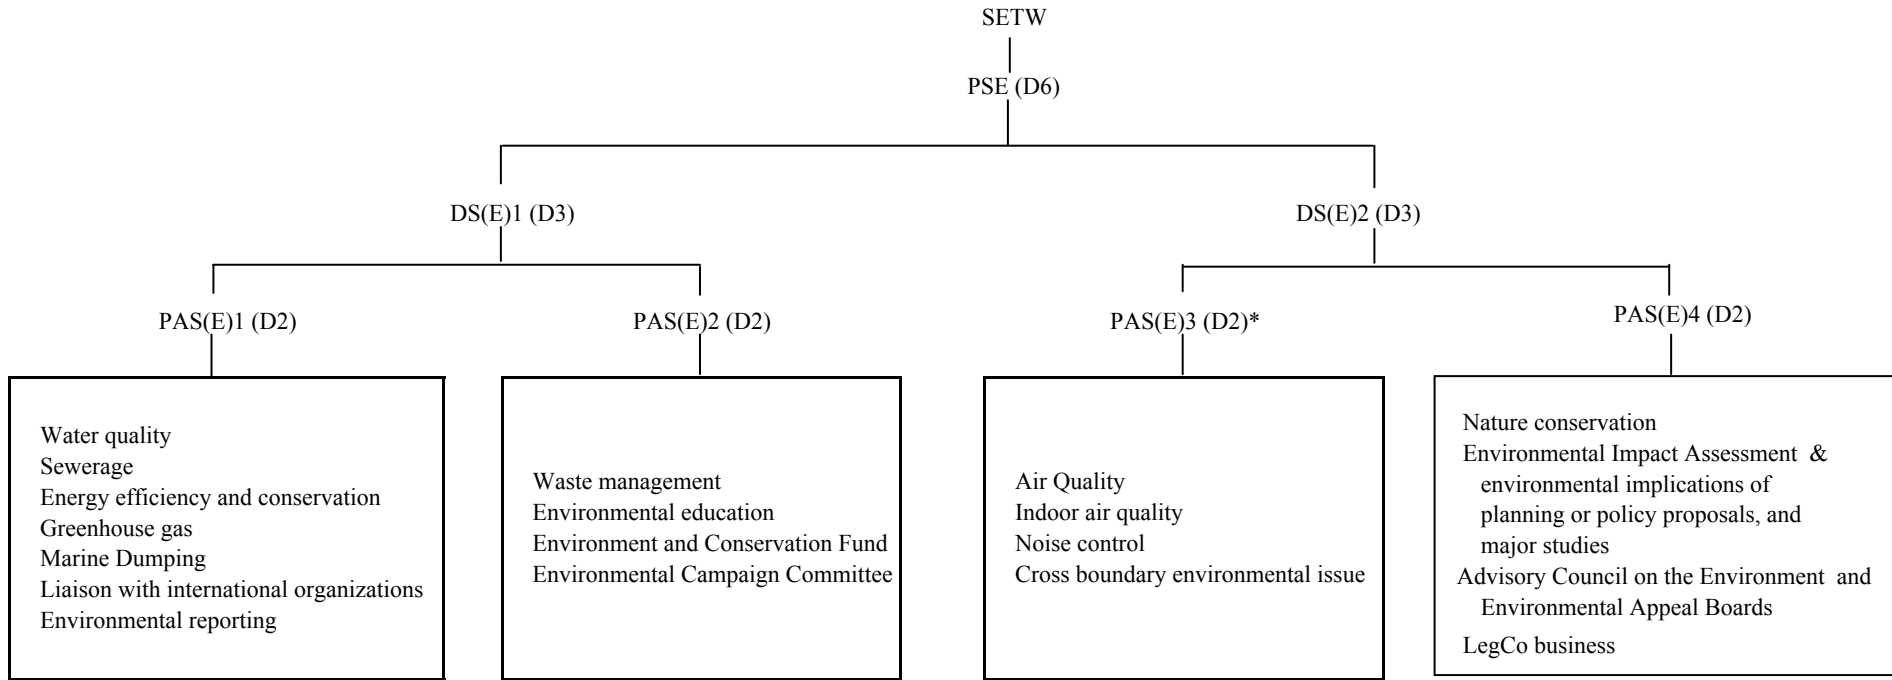 SETW
PSE (D6)
DS(E)1 (D3)
DS(E)2 (D3)
PAS(E)1 (D2)
PAS(E)2 (D2)
PAS(E)3 (D2)*
PAS(E)4 (D2)
Water quality
Sewerage
Energy efficiency and conservation
Greenhouse gas
Marine Dumping
Liaison with international organizations
Environmental reporting
Waste management
Environmental education
Environment and Conservation Fund
Environmental Campaign Committee
Air Quality
Indoor air quality
Noise control
Cross boundary environmental issue
Nature conservation
Environmental Impact Assessment &
environmental implications of
planning or policy proposals, and
major studies
Advisory Council on the Environment and
Environmental Appeal Boards
LegCo business